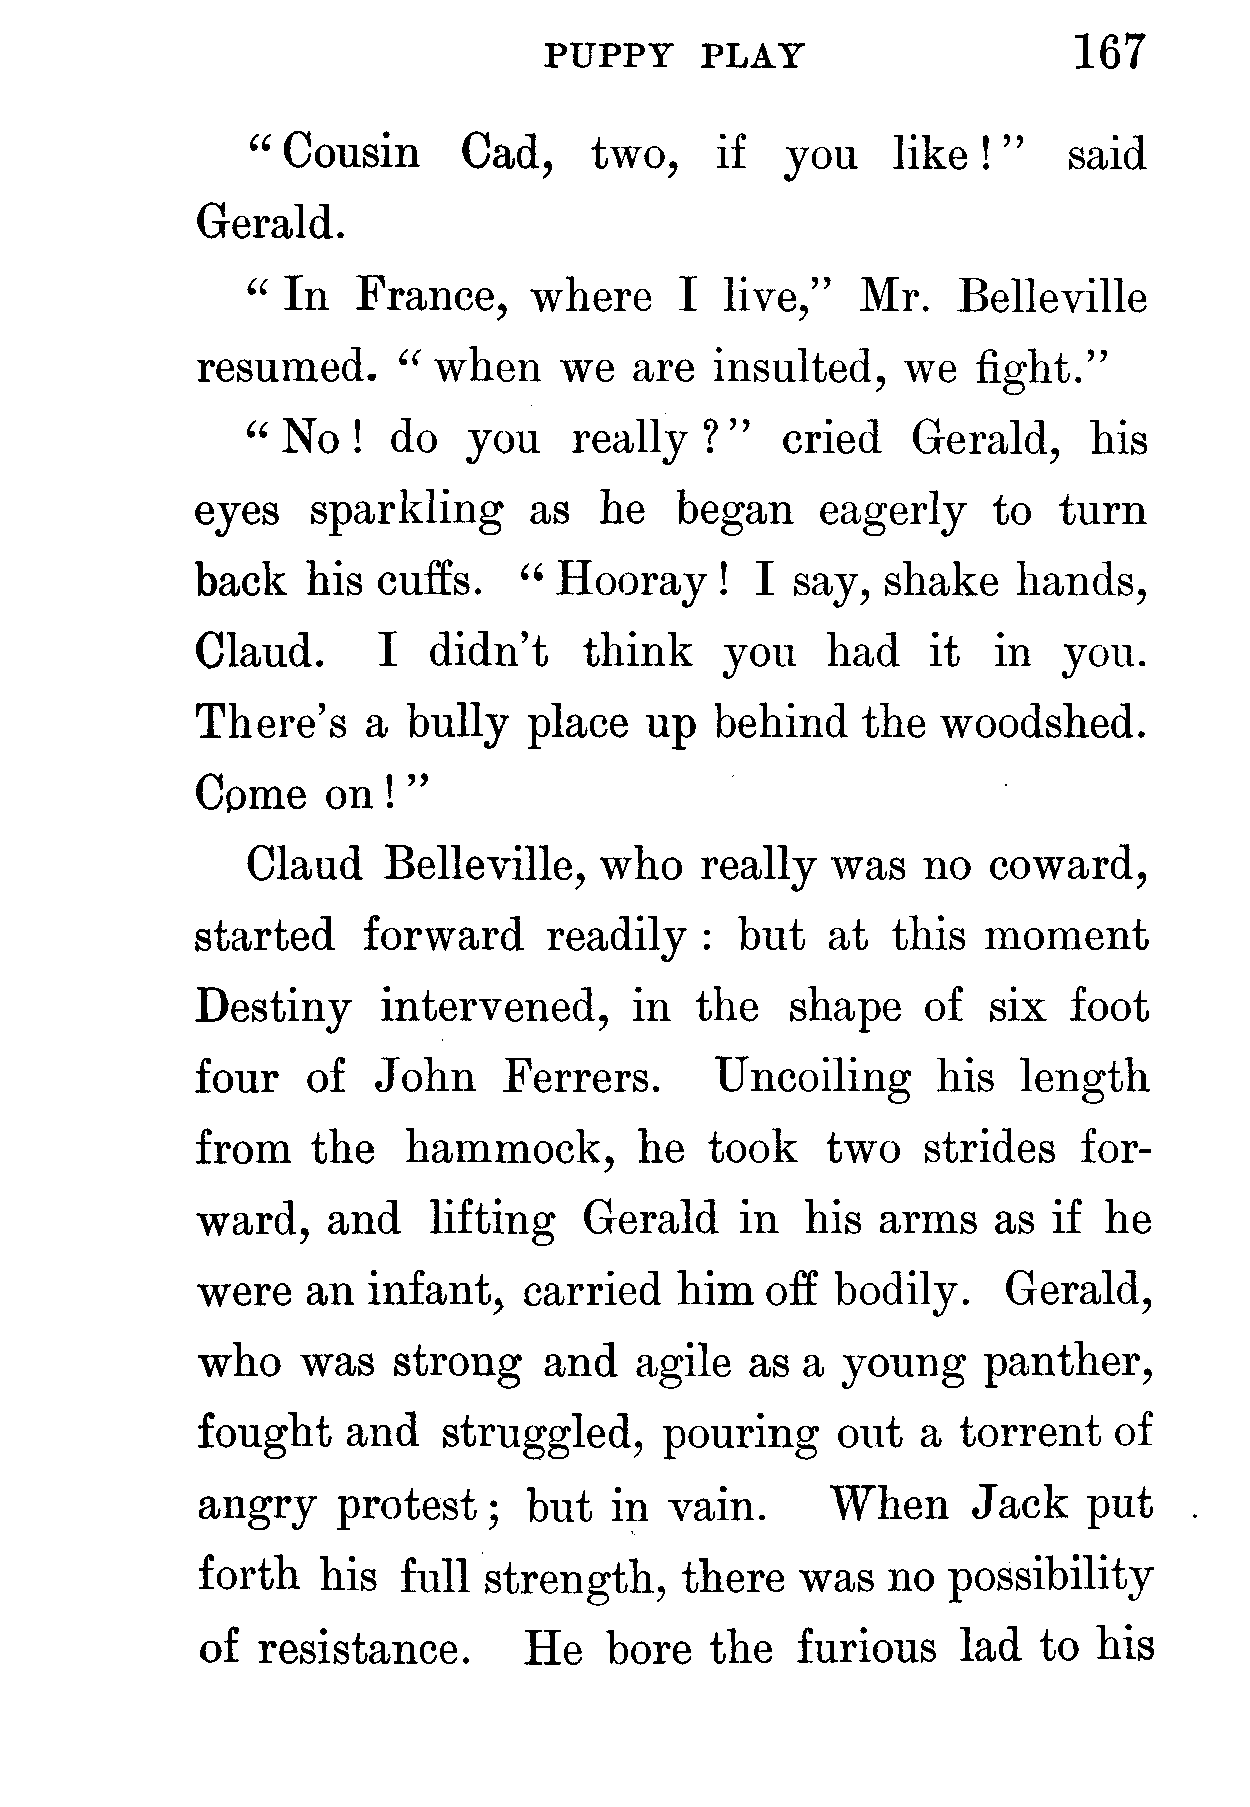 PUPPY PLAY 167
“Cousin Cad, two, if you like!” said
Gerald.
“In France, where I live,” Mr. Belleville
resumed. “when we are insulted, we fight.”
“No! do you really?” cried Gerald, his
eyes sparkling as he began eagerly to turn
back his cuffs. “Hooray! I say, shake hands,
Claud. I didn’t think you had it in you.
There’s a bully place up behind the woodshed.
Come on!”
Claud Belleville, who really was no coward,
started forward readily: but at this moment
Destiny intervened, in the shape of six foot
four of John Ferrers. Uncoiling his length
from the hammock, he took two strides for-
ward, and lifting Gerald in his arms as if he
were an infant, carried him off bodily. Gerald,
who was strong and agile as a young panther,
fought and struggled, pouring out a torrent of
angry protest; but in vain. When Jack put
forth his full strength, there was no possibility
of resistance. He bore the furious lad to his